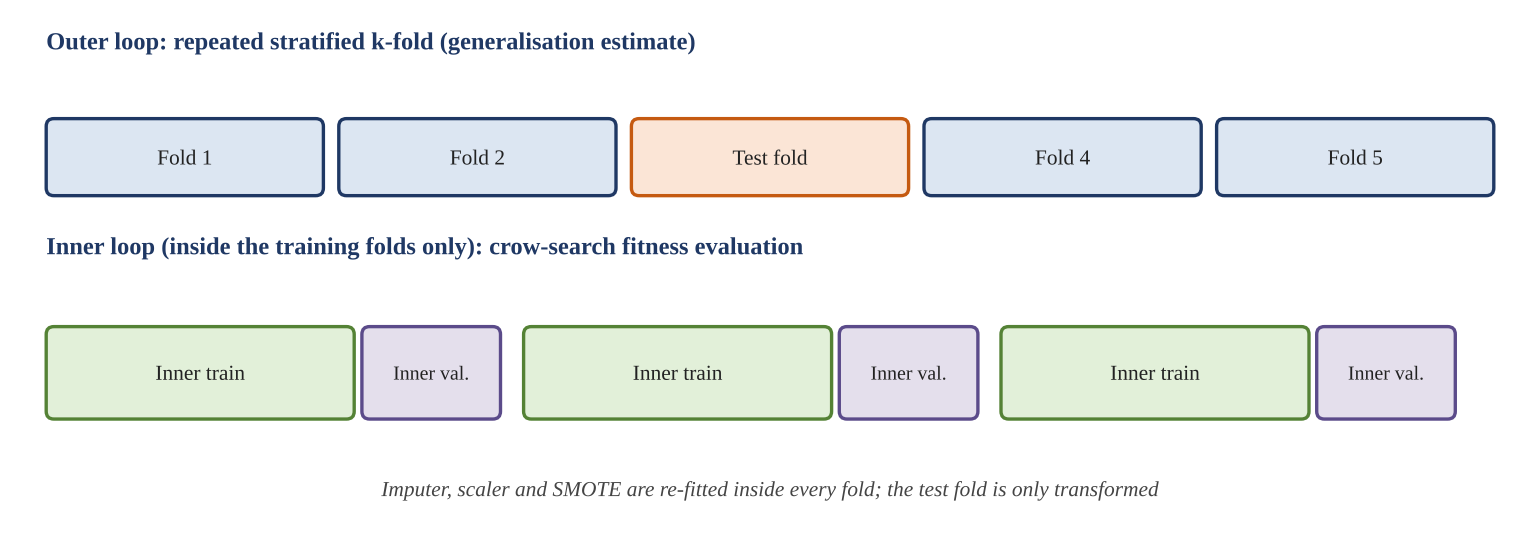 Outer loop: repeated stratified k-fold (generalisation estimate)
Fold 1
Fold 2
Test fold
Fold 4
Fold 5
Inner loop (inside the training folds only): crow-search fitness evaluation
Inner train
Inner val.
Inner train
Inner val.
Inner train
Inner val.
Imputer, scaler and SMOTE are re-fitted inside every fold; the test fold is only transformed